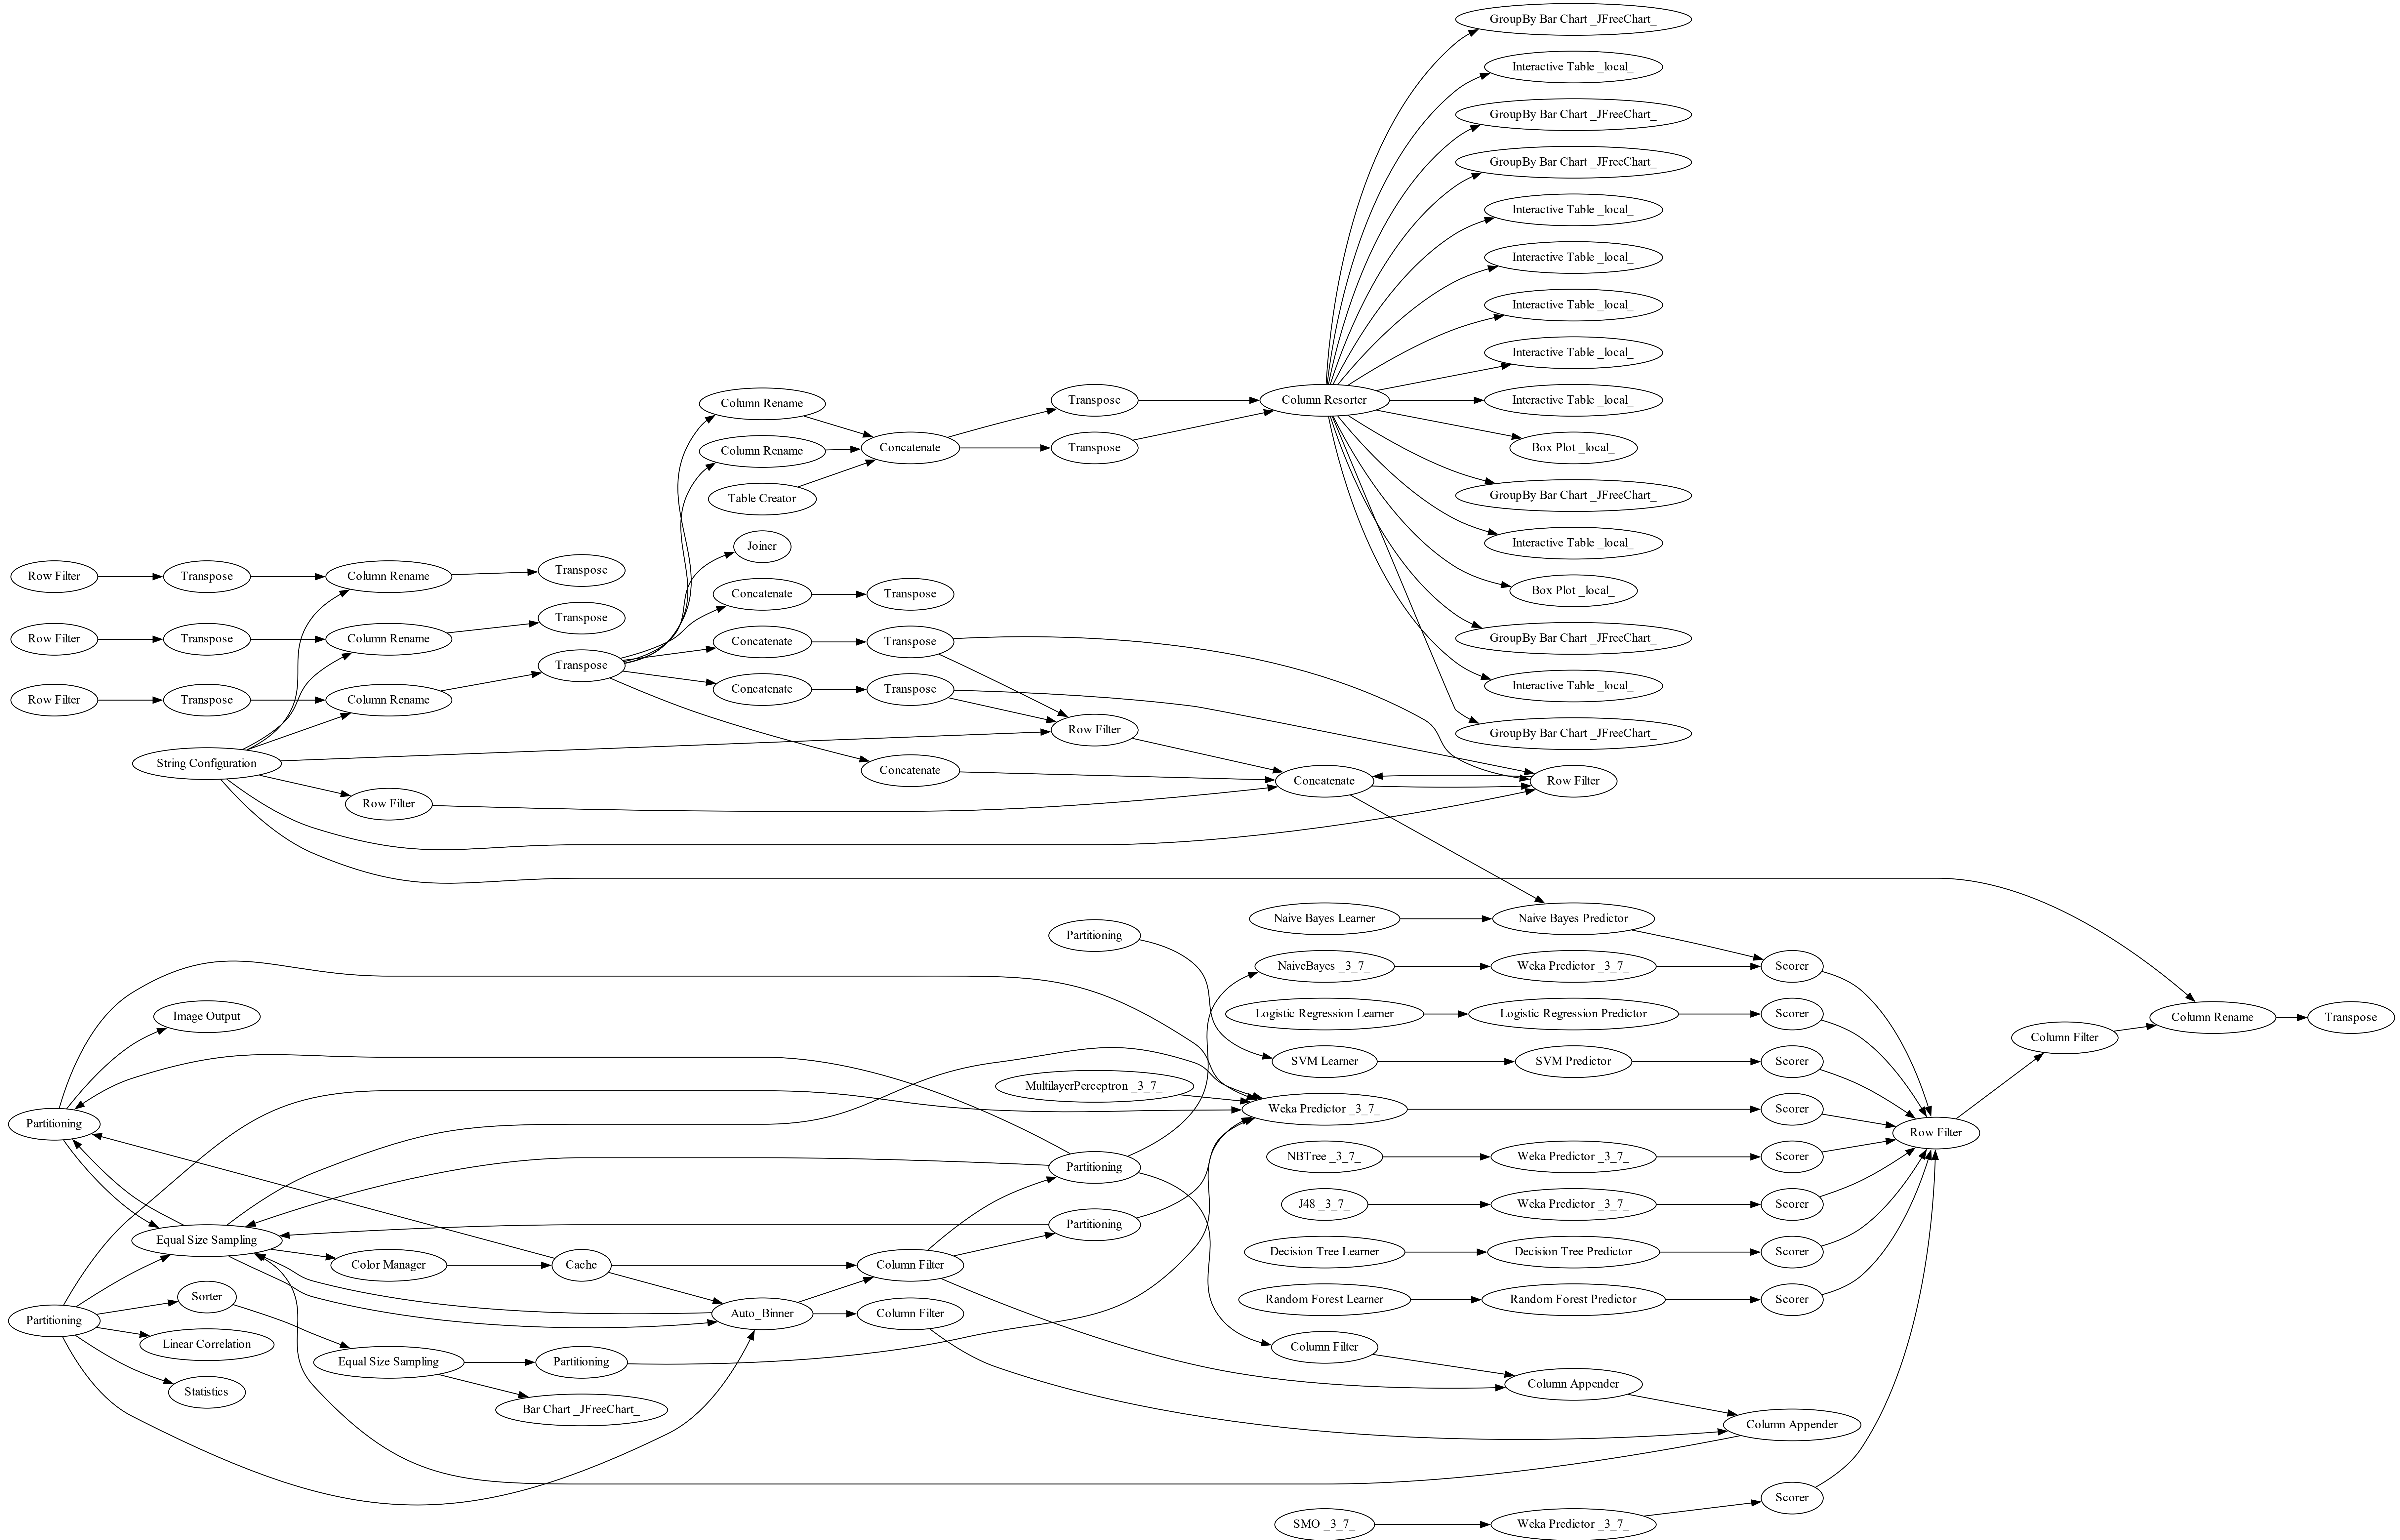 GroupBy Bar Chart _JFreeChart_
Interactive Table _local_
GroupBy Bar Chart _JFreeChart_
GroupBy Bar Chart _JFreeChart_
Interactive Table _local_
Interactive Table _local_
Interactive Table _local_
Interactive Table _local_
Column Rename
Transpose
Column Resorter
Interactive Table _local_
Column Rename
Concatenate
Transpose
Box Plot _local_
Table Creator
GroupBy Bar Chart _JFreeChart_
Joiner
Interactive Table _local_
Row Filter
Transpose
Column Rename
Transpose
Concatenate
Transpose
Box Plot _local_
Transpose
Row Filter
Transpose
Column Rename
Concatenate
Transpose
GroupBy Bar Chart _JFreeChart_
Transpose
Concatenate
Transpose
Interactive Table _local_
Row Filter
Transpose
Column Rename
Row Filter
GroupBy Bar Chart _JFreeChart_
String Configuration
Concatenate
Concatenate
Row Filter
Row Filter
Naive Bayes Learner
Naive Bayes Predictor
Partitioning
NaiveBayes _3_7_
Weka Predictor _3_7_
Scorer
Image Output
Logistic Regression Learner
Logistic Regression Predictor
Scorer
Column Rename
Transpose
Column Filter
SVM Learner
SVM Predictor
Scorer
MultilayerPerceptron _3_7_
Partitioning
Weka Predictor _3_7_
Scorer
Row Filter
Partitioning
NBTree _3_7_
Weka Predictor _3_7_
Scorer
J48 _3_7_
Weka Predictor _3_7_
Scorer
Partitioning
Equal Size Sampling
Color Manager
Cache
Column Filter
Decision Tree Learner
Decision Tree Predictor
Scorer
Sorter
Random Forest Learner
Random Forest Predictor
Scorer
Partitioning
Auto_Binner
Column Filter
Linear Correlation
Column Filter
Equal Size Sampling
Partitioning
Column Appender
Statistics
Bar Chart _JFreeChart_
Column Appender
Scorer
SMO _3_7_
Weka Predictor _3_7_